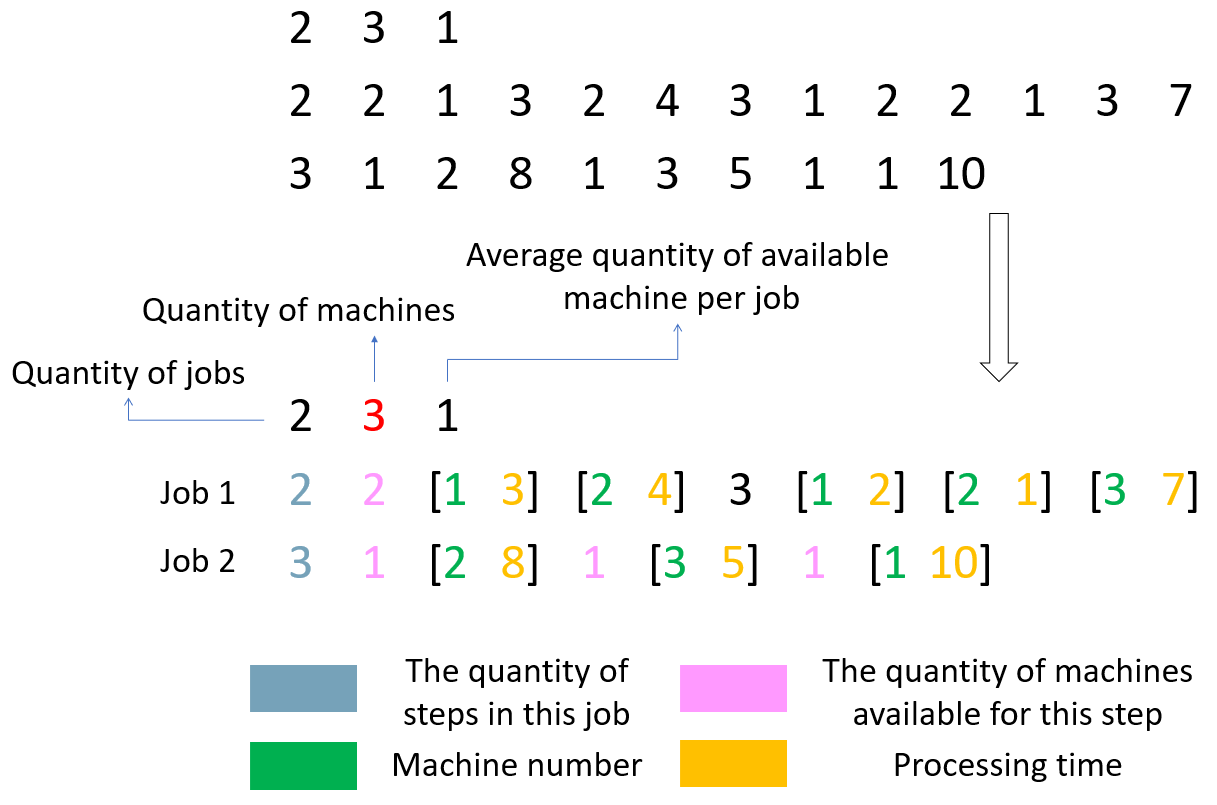 2 3 1
2 2 1 3 2 4 3 1 2 2 1 3 7
3 1 2 8 1 3 5 1 1 10
Average quantity of available
machine per job
Quantity of machines
Quantity of jobs
2 3 1
Job 1 2 2 [1 3] [2 4] 3 [1 2] [2 1] [3 7]
Job 2 3 1 [2 8] 1 [3 5] 1 [1 10]
The quantity of
steps in this job
The quantity of machines
available for this step
Machine number
Processing time